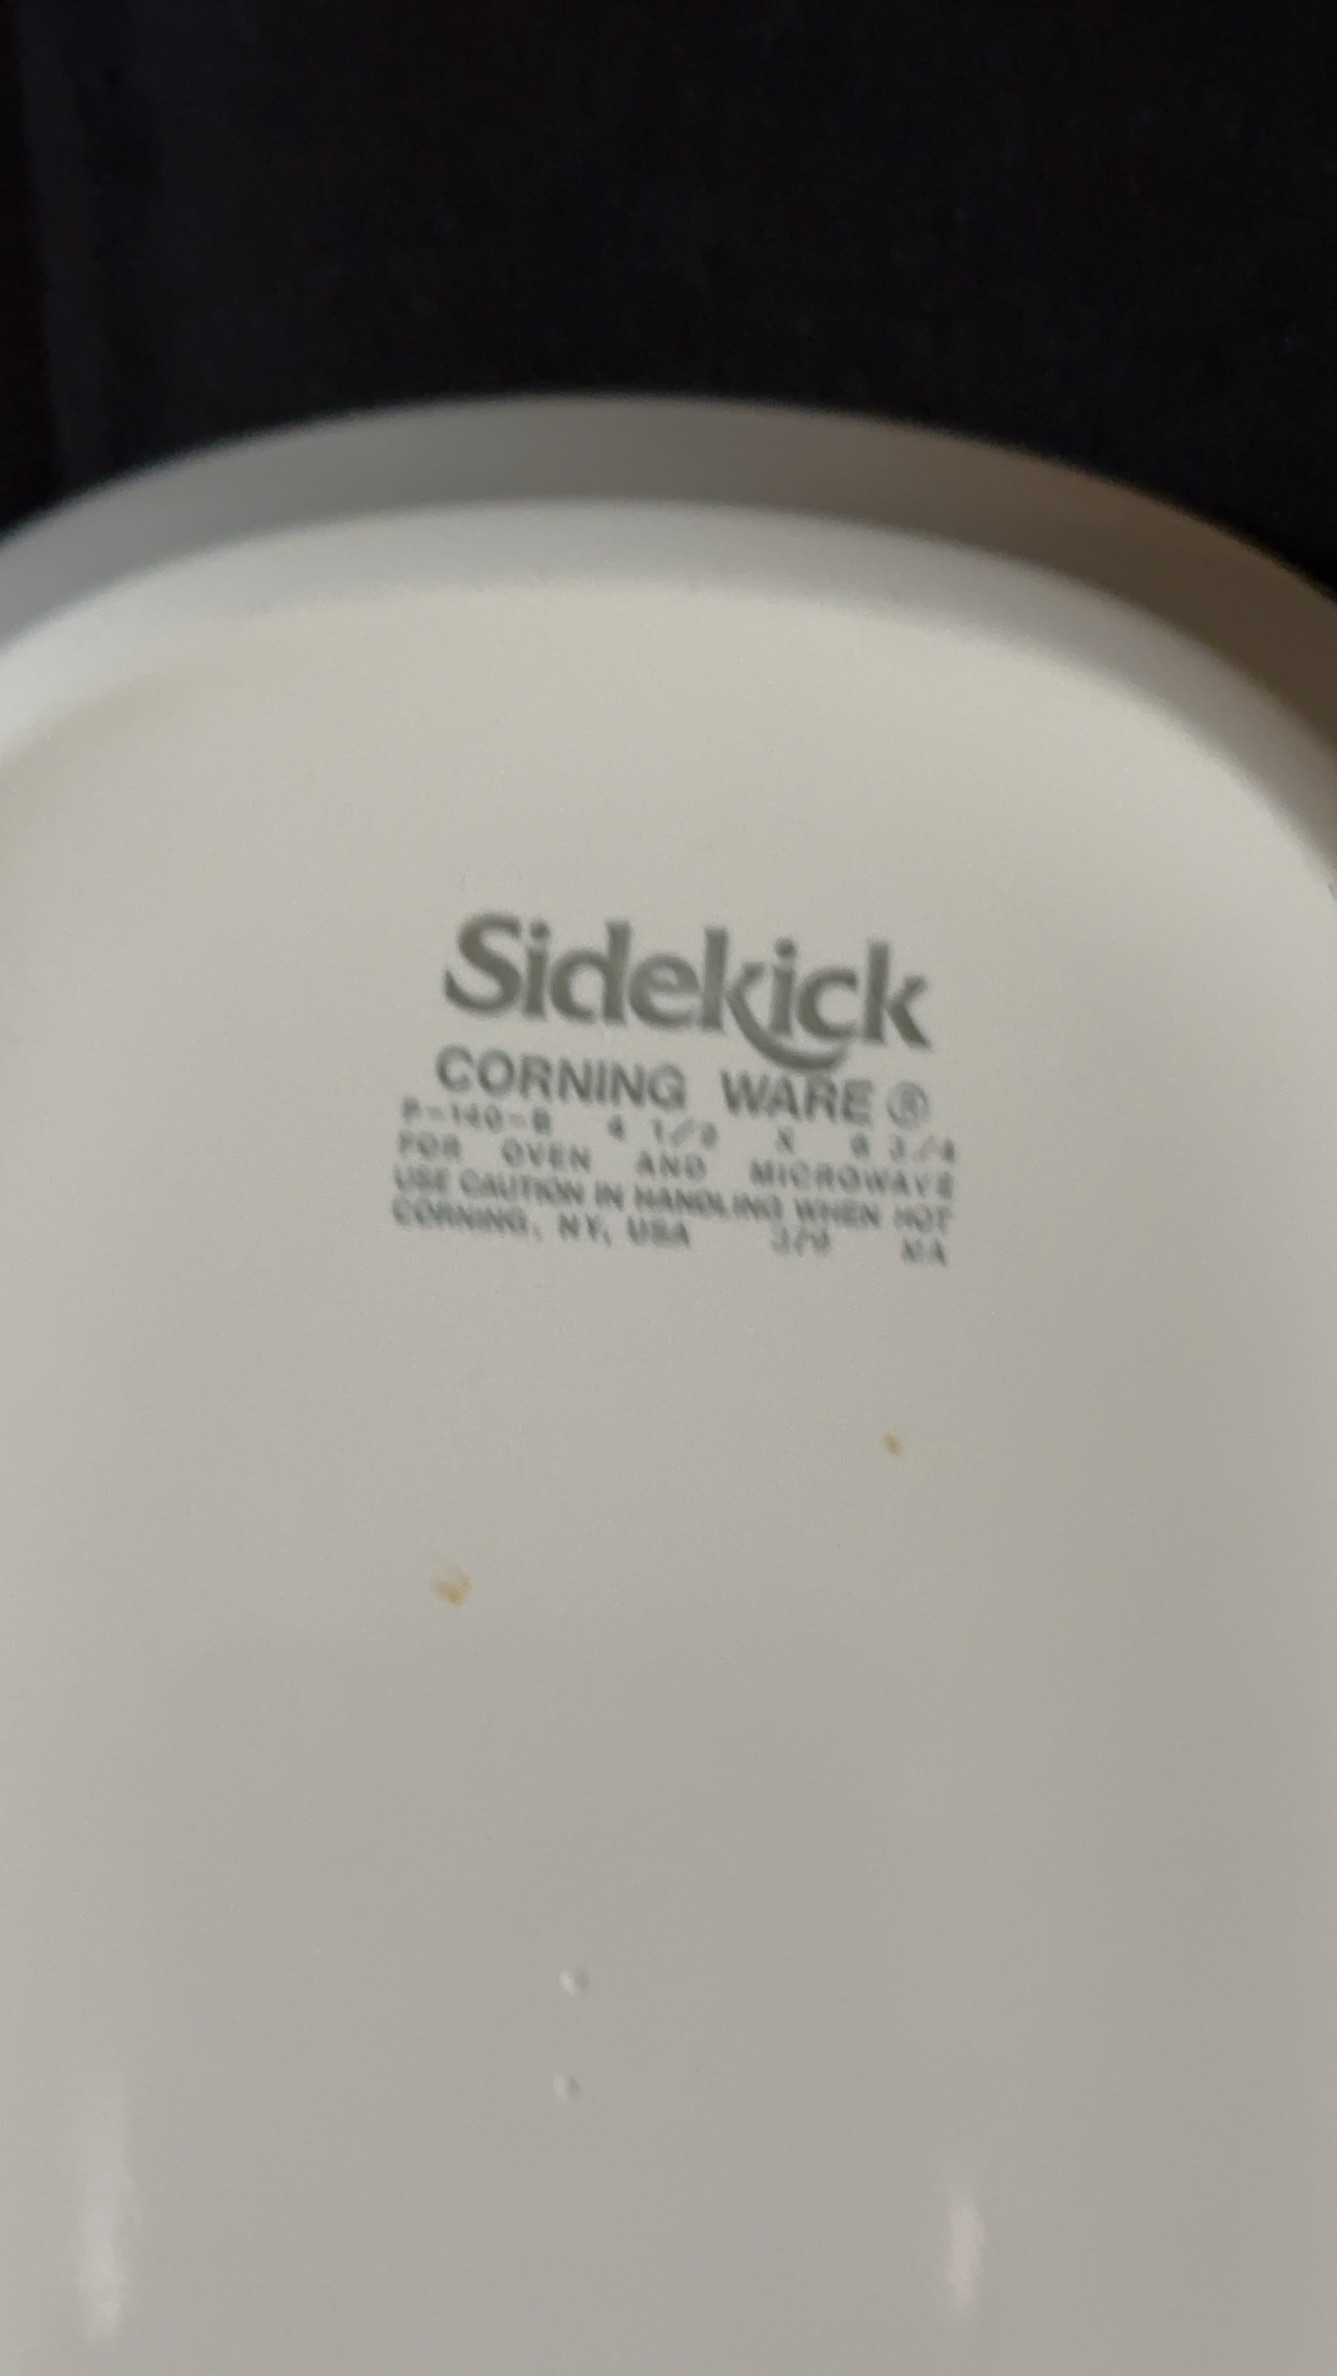 Sidekick
CORNING WARE ®
P-140-B 4 1/2 X 6 3/4
FOR OVEN AND MICROWAVE
USE CAUTION IN HANDLING WHEN HOT
CORNING, NY, USA